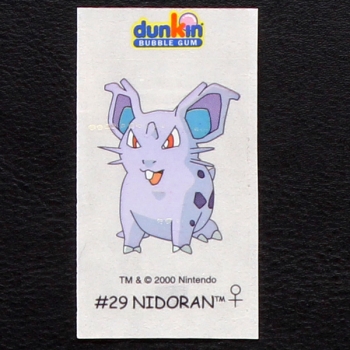 dunkin
BUBBLE GUM
TM & © 2000 Nintendo
#29 NIDORAN™ ♀